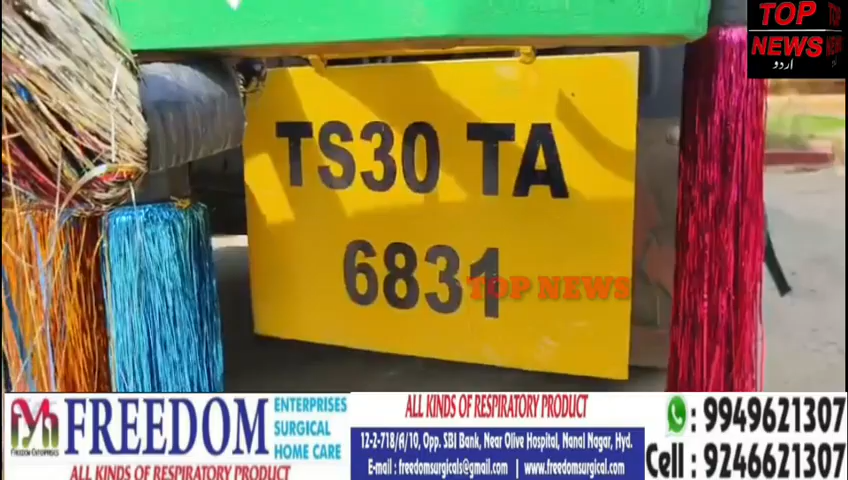 TOP
NEWS
اردو
TS30 TA
6831
TOP NEWS
FREEDOM
ENTERPRISES
SURGICAL
HOME CARE
FREEDOM ENTERPRISES
ALL KINDS OF RESPIRATORY PRODUCT
ALL KINDS OF RESPIRATORY PRODUCT
12-2-718/A/10, Opp. SBI Bank, Near Olive Hospital, Nanal Nagar, Hyd.
E-mail : freedomsurgicals@gmail.com | www.freedomsurgical.com
: 9949621307
Cell : 9246621307